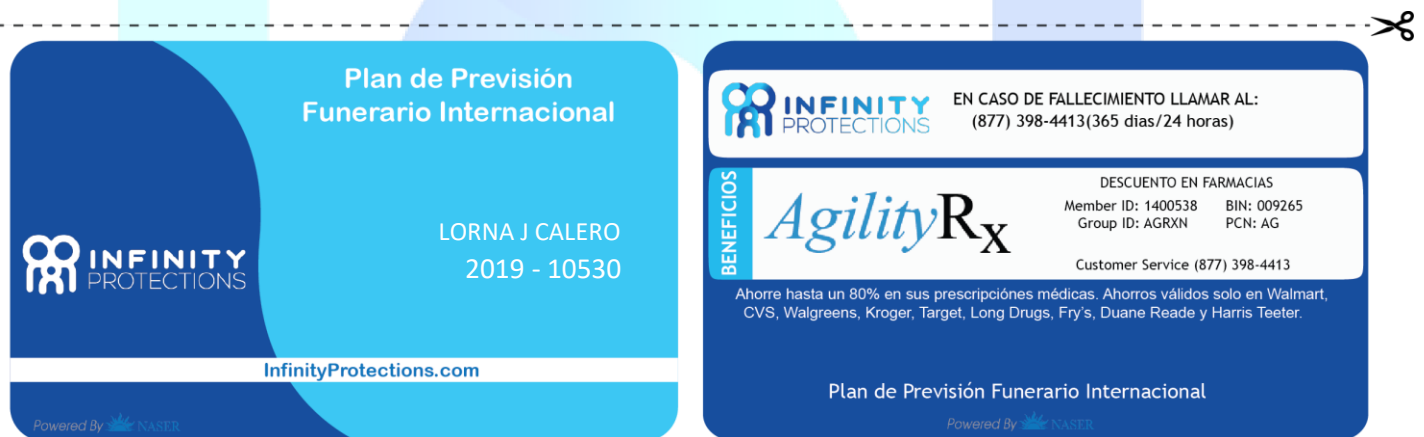 Plan de Previsión
Funerario Internacional
LORNA J CALERO
2019 - 10530
INFINITY
PROTECTIONS
InfinityProtections.com
Powered By NASER
INFINITY
PROTECTIONS
EN CASO DE FALLECIMIENTO LLAMAR AL:
(877) 398-4413(365 dias/24 horas)
BENEFICIOS
AgilityRx
DESCUENTO EN FARMACIAS
Member ID: 1400538 BIN: 009265
Group ID: AGRXN PCN: AG
Customer Service (877) 398-4413
Ahorre hasta un 80% en sus prescripciónes médicas. Ahorros válidos solo en Walmart,
CVS, Walgreens, Kroger, Target, Long Drugs, Fry's, Duane Reade y Harris Teeter.
Plan de Previsión Funerario Internacional
Powered By NASER